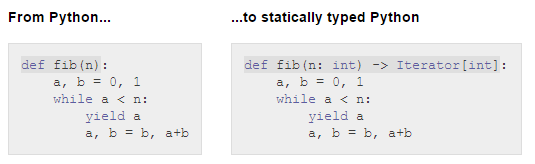 From Python...
def fib(n):
    a, b = 0, 1
    while a < n:
        yield a
        a, b = b, a+b
...to statically typed Python
def fib(n: int) -> Iterator[int]:
    a, b = 0, 1
    while a < n:
        yield a
        a, b = b, a+b